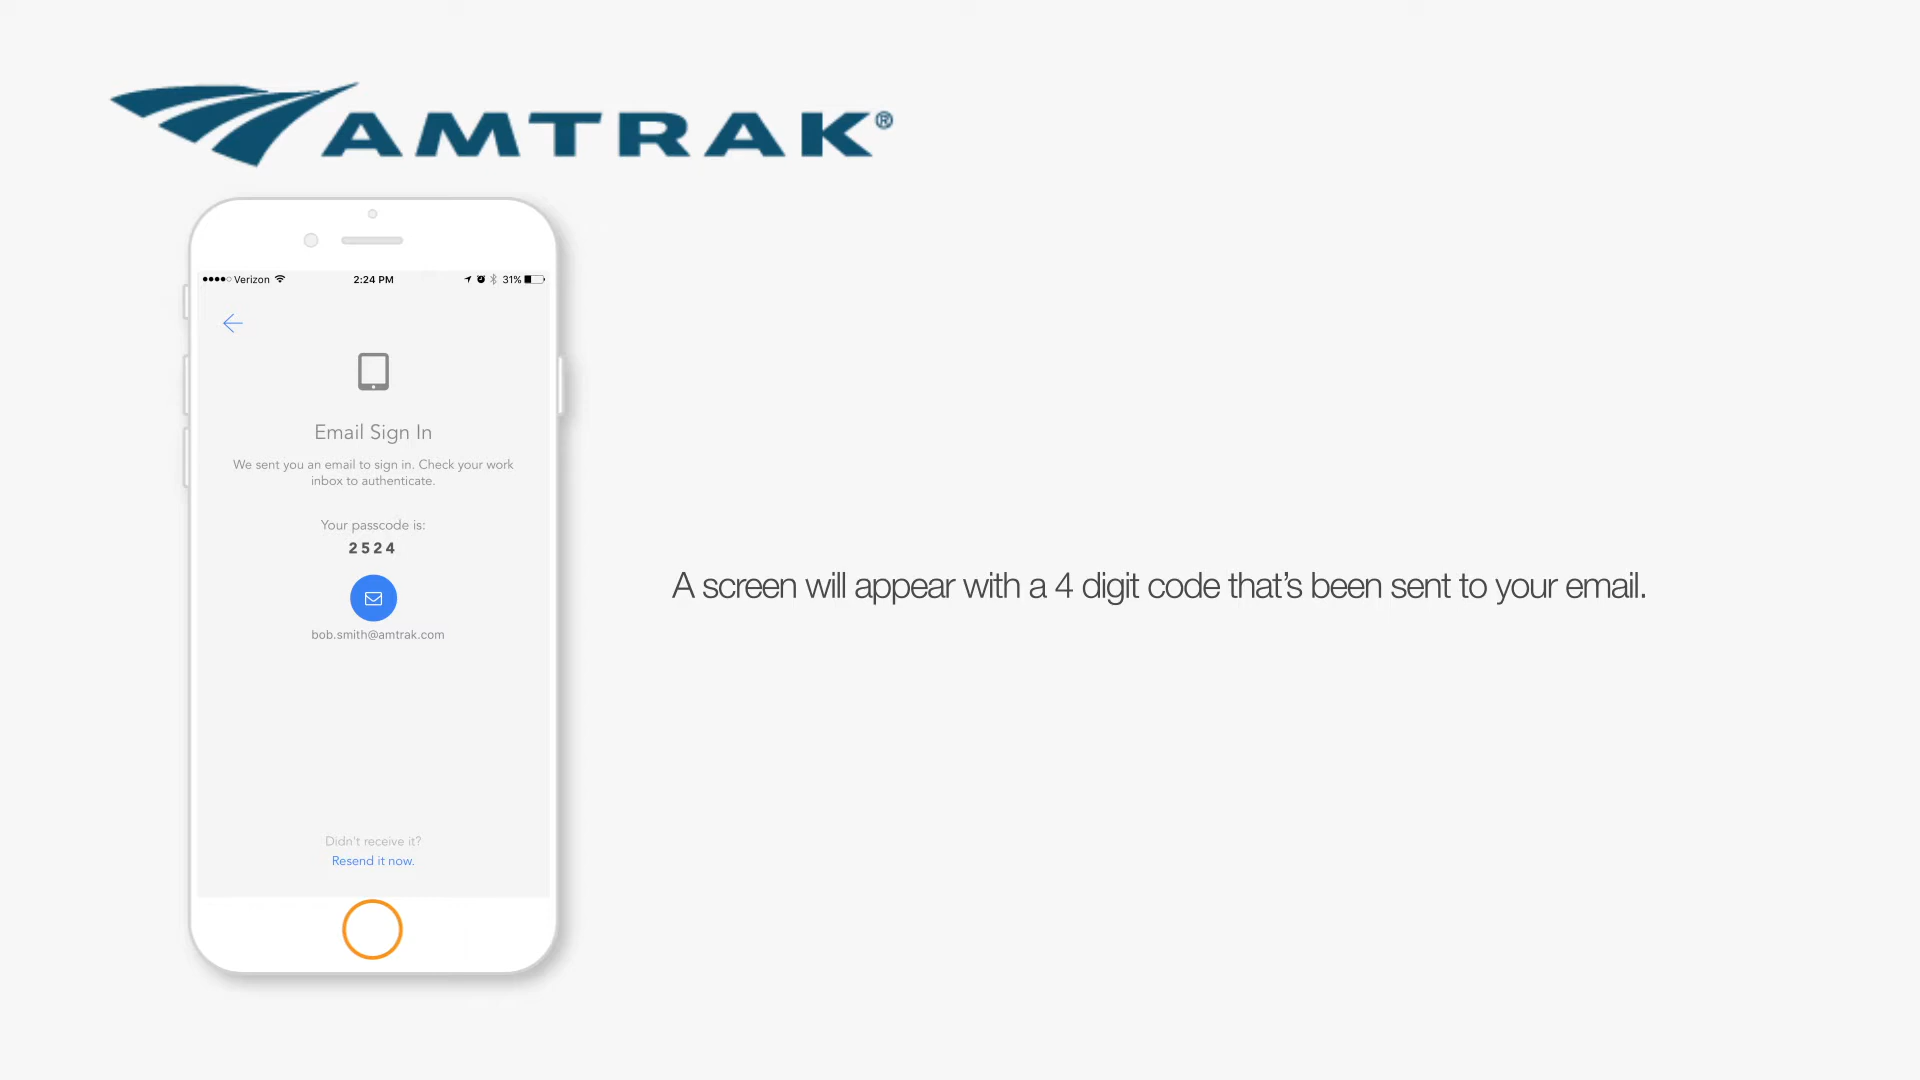 AMTRAK®
Verizon 2:24 PM 31%
Email Sign In
We sent you an email to sign in. Check your work
inbox to authenticate.
Your passcode is:
2524
bob.smith@amtrak.com
Didn't receive it?
Resend it now.
A screen will appear with a 4 digit code that’s been sent to your email.